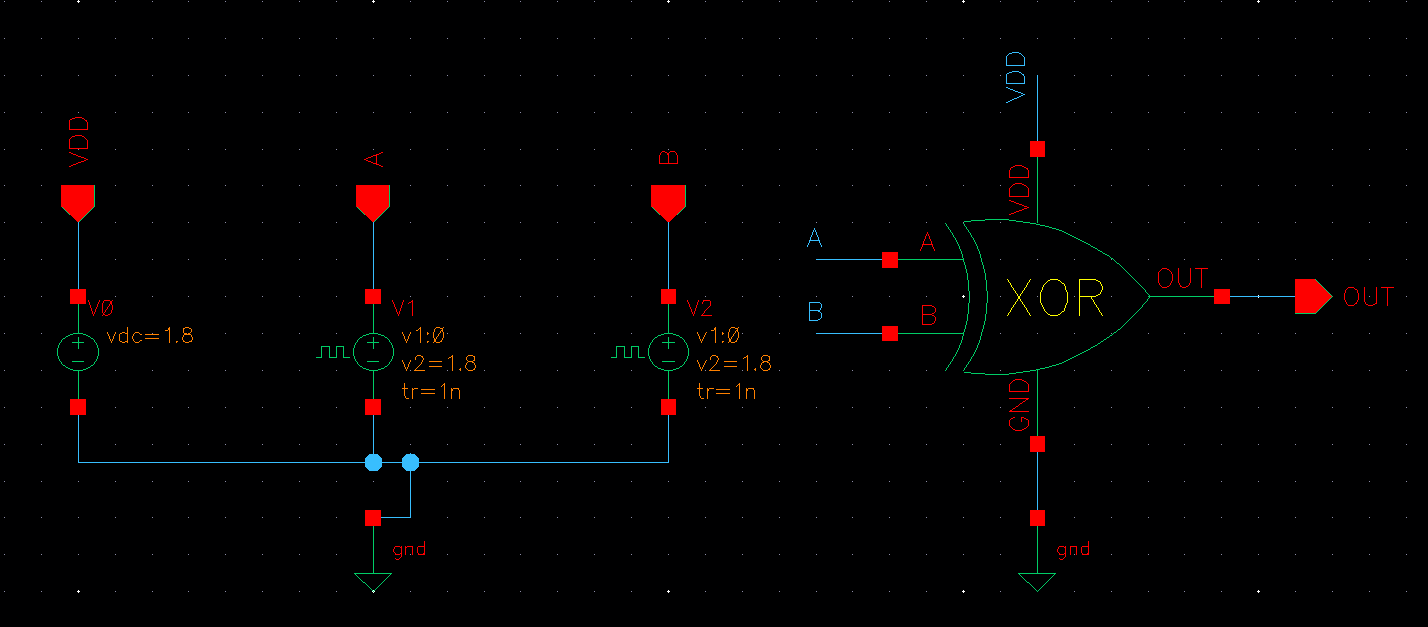 VDD
A
B
V0
vdc=1.8
V1
v1:0
v2=1.8
tr=1n
V2
v1:0
v2=1.8
tr=1n
gnd
VDD
VDD
A
A
B
B
XOR
OUT
OUT
GND
gnd